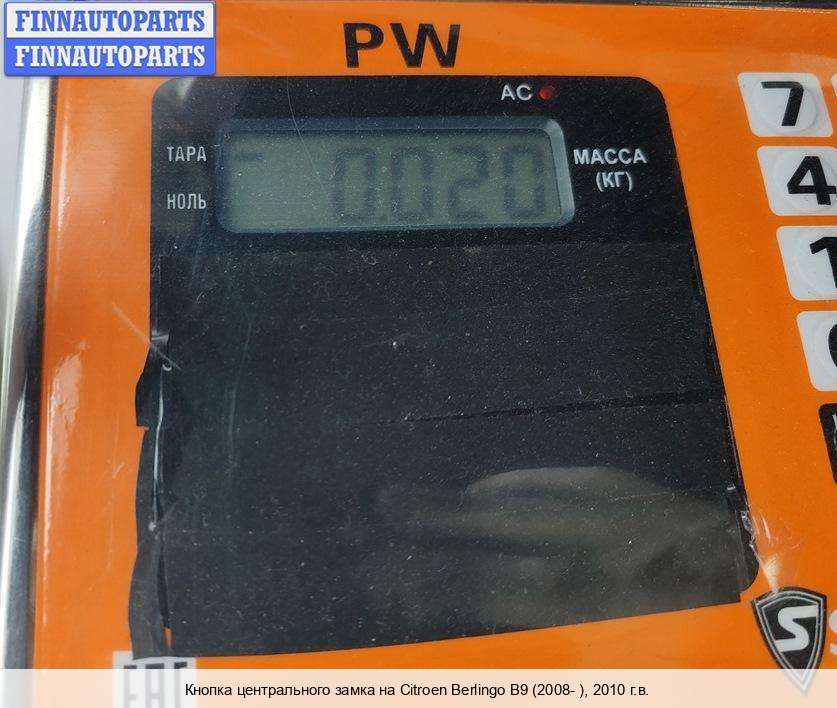 FINNAUTOPARTS
FINNAUTOPARTS
PW
AC
7
ТАРА
0.020
МАССА
(КГ)
4
НОЛЬ
1
S
EAC
Кнопка центрального замка на Citroen Berlingo B9 (2008- ), 2010 г.в.